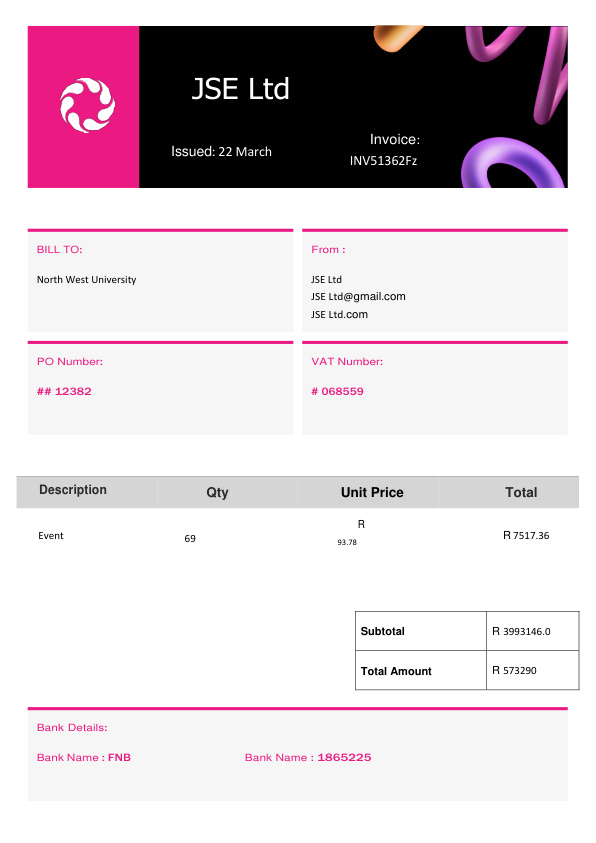 JSE Ltd
Issued: 22 March
Invoice:
INV51362Fz
BILL TO:
North West University
From :
JSE Ltd
JSE Ltd@gmail.com
JSE Ltd.com
PO Number:
## 12382
VAT Number:
# 068559
Description Qty Unit Price Total
Event 69 R 93.78 R 7517.36
Subtotal R 3993146.0
Total Amount R 573290
Bank Details:
Bank Name : FNB Bank Name : 1865225